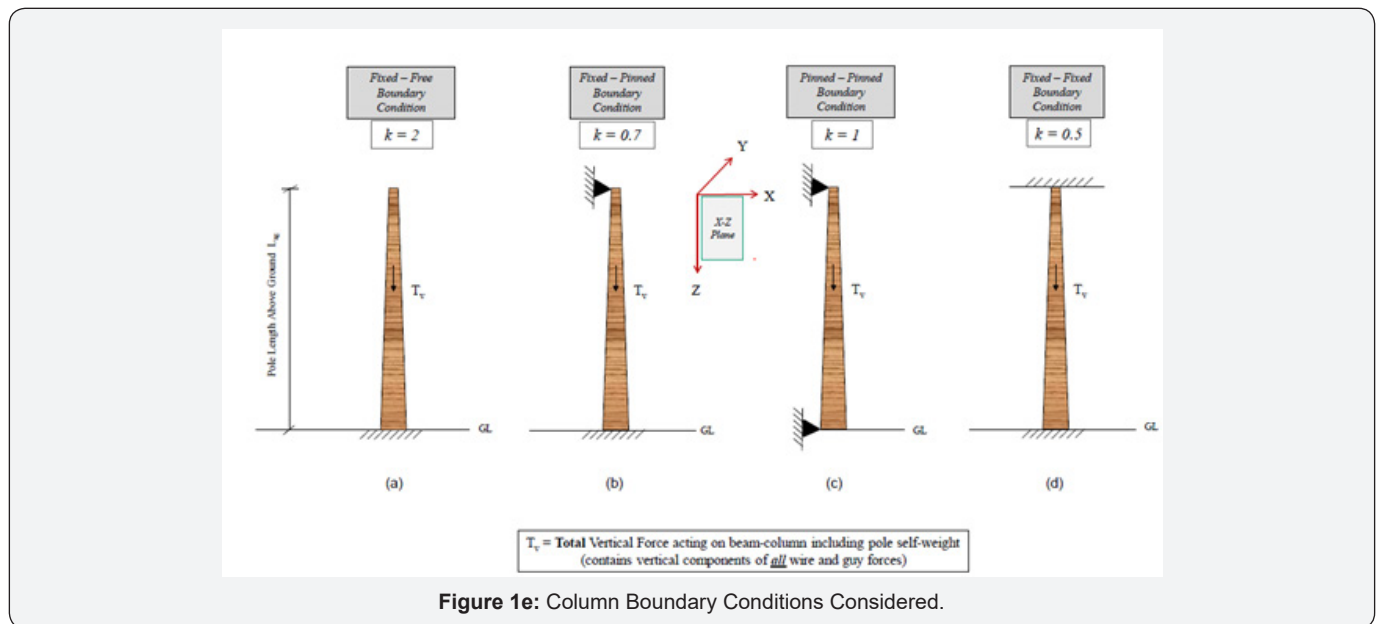 Fixed – Free
Boundary
Condition
k = 2
Fixed – Pinned
Boundary
Condition
k = 0.7
Pinned – Pinned
Boundary
Condition
k = 1
Fixed – Fixed
Boundary
Condition
k = 0.5
Y
X
X-Z
Plane
Z
Pole Length Above Ground L
Tv
Tv
Tv
Tv
GL
GL
GL
GL
(a)
(b)
(c)
(d)
Tv = Total Vertical Force acting on beam-column including pole self-weight
(contains vertical components of all wire and guy forces)
Figure 1e: Column Boundary Conditions Considered.